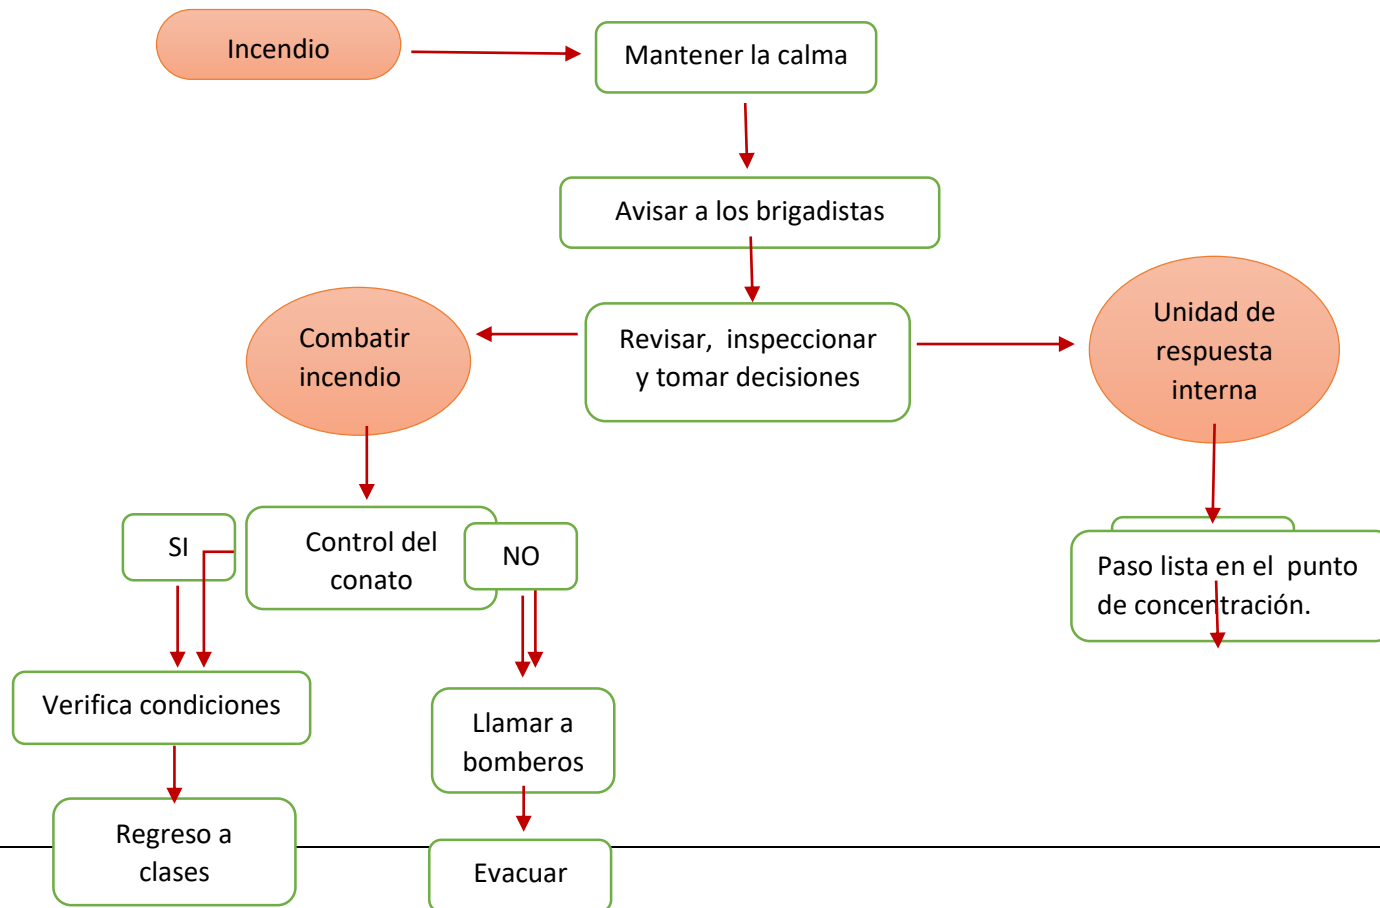 Incendio
Mantener la calma
Avisar a los brigadistas
Combatir
incendio
Revisar, inspeccionar
y tomar decisiones
Unidad de
respuesta
interna
SI
Control del
conato
NO
Paso lista en el punto
de concentración.
Verifica condiciones
Llamar a
bomberos
Regreso a
clases
Evacuar